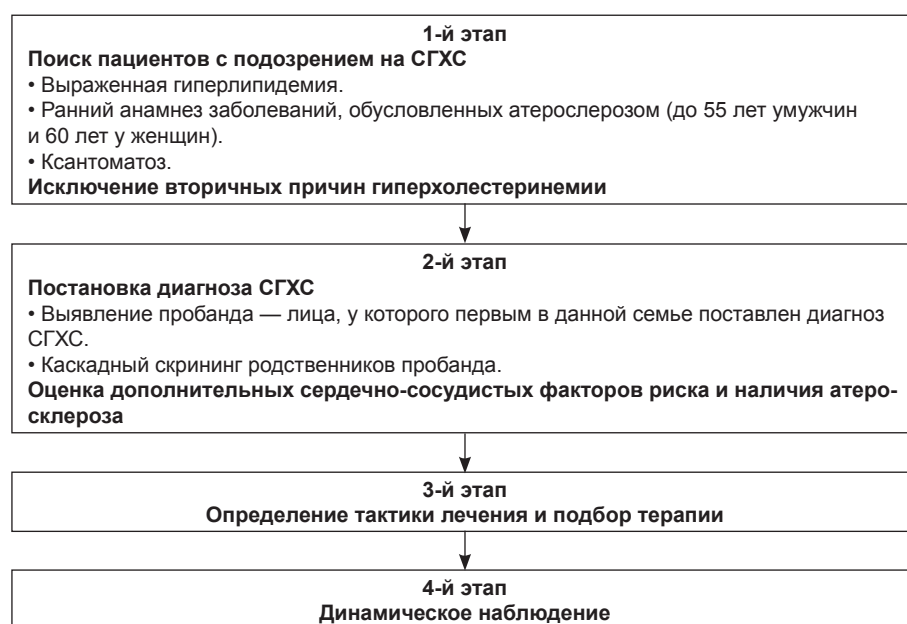 1-й этап
Поиск пациентов с подозрением на СГХС
• Выраженная гиперлипидемия.
• Ранний анамнез заболеваний, обусловленных атерослерозом (до 55 лет умужчин
и 60 лет у женщин).
• Ксантоматоз.
Исключение вторичных причин гиперхолестеринемии
2-й этап
Постановка диагноза СГХС
• Выявление пробанда — лица, у которого первым в данной семье поставлен диагноз
СГХС.
• Каскадный скрининг родственников пробанда.
Оценка дополнительных сердечно-сосудистых факторов риска и наличия атеро-
склероза
3-й этап
Определение тактики лечения и подбор терапии
4-й этап
Динамическое наблюдение